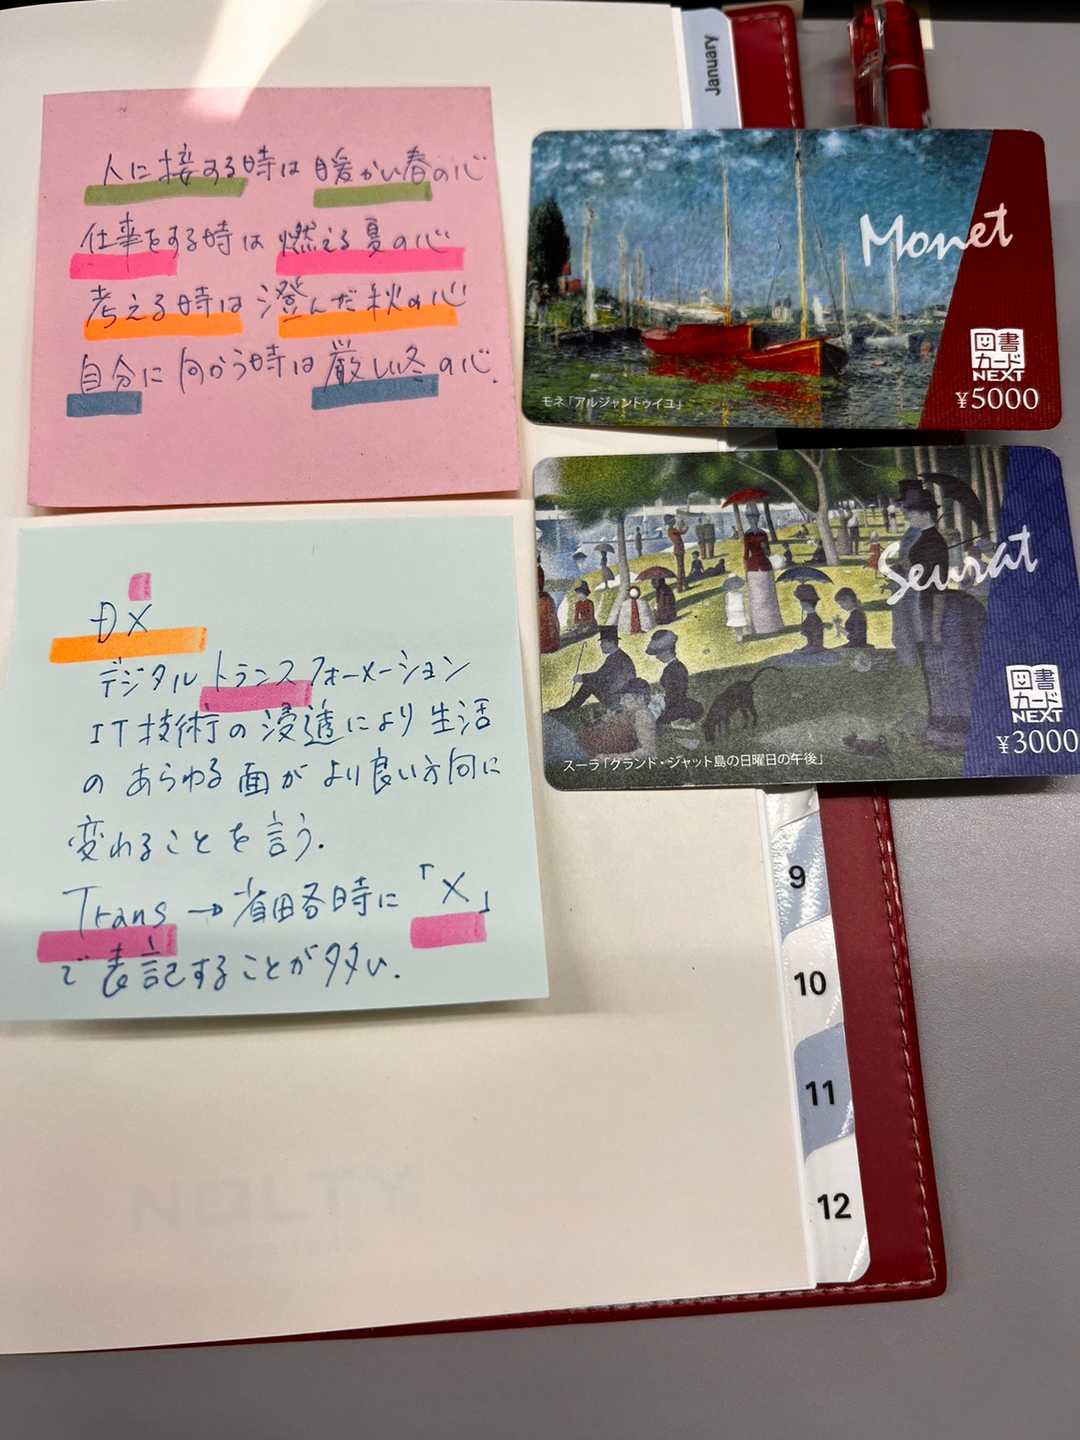 人に接する時は 暖かい春の心
仕事をする時は 燃える夏の心
考える時は 澄んだ秋の心
自分に向かう時は 厳しい冬の心.
DX
デジタルトランスフォーメーション
IT技術の浸透により生活
のあらゆる面がより良い方向に
変れることを言う.
Trans → 省略時に「X」
で表記することが多い.
January
Monet
図書
カード
NEXT
¥5000
モネ「アルジャントゥイユ」
Seurat
図書
カード
NEXT
¥3000
スーラ「グランド・ジャット島の日曜日の午後」
9
10
11
12
NOLTY